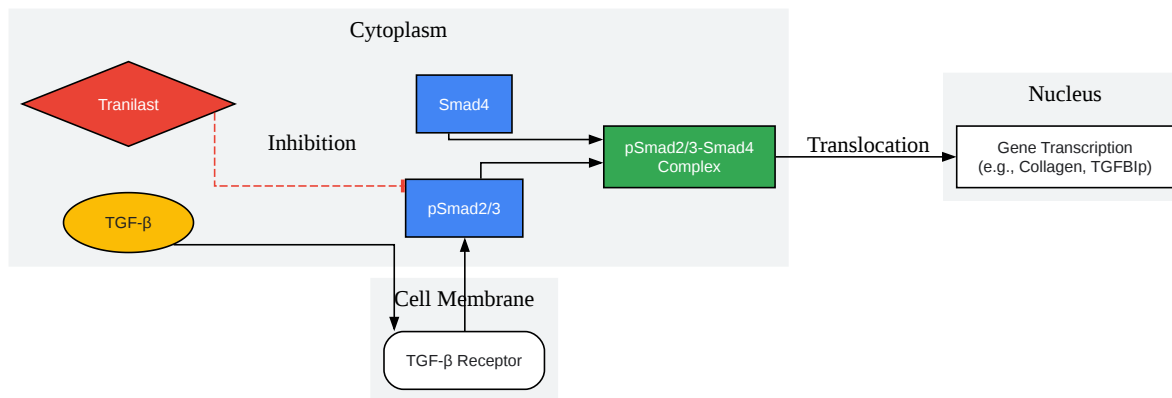 Cytoplasm
Tranilast
Smad4
Inhibition
pSmad2/3-Smad4
Complex
Translocation
Nucleus
Gene Transcription
(e.g., Collagen, TGFBIp)
pSmad2/3
TGF-β
Cell Membrane
TGF-β Receptor